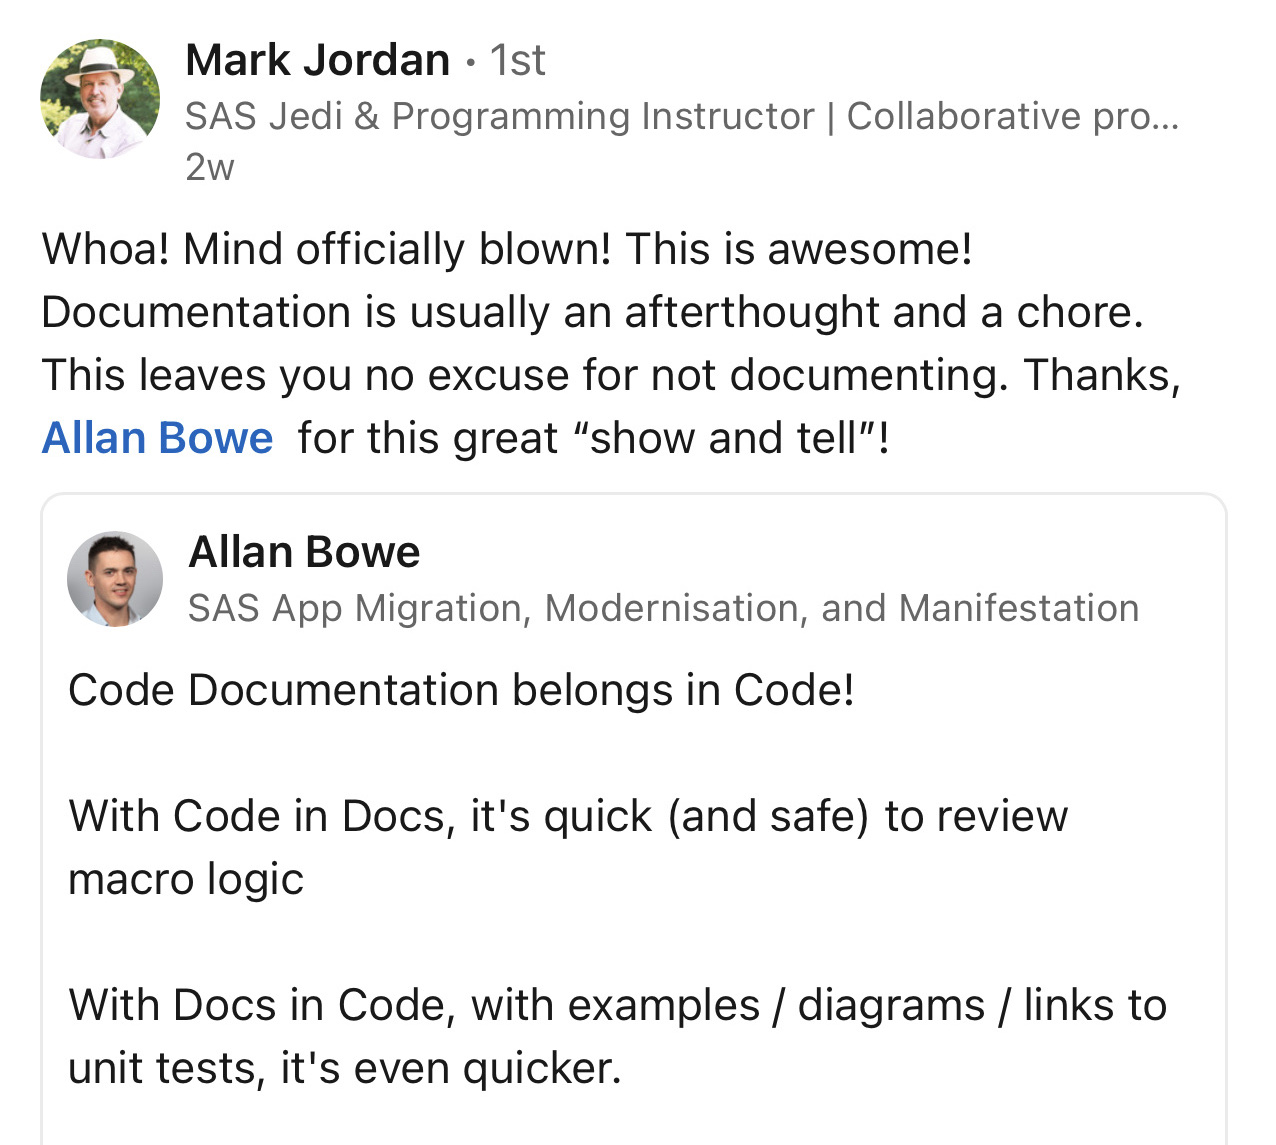 Mark Jordan • 1st
SAS Jedi & Programming Instructor | Collaborative pro...
2w
Whoa! Mind officially blown! This is awesome!
Documentation is usually an afterthought and a chore.
This leaves you no excuse for not documenting. Thanks,
Allan Bowe  for this great “show and tell”!
Allan Bowe
SAS App Migration, Modernisation, and Manifestation
Code Documentation belongs in Code!
With Code in Docs, it's quick (and safe) to review
macro logic
With Docs in Code, with examples / diagrams / links to
unit tests, it's even quicker.